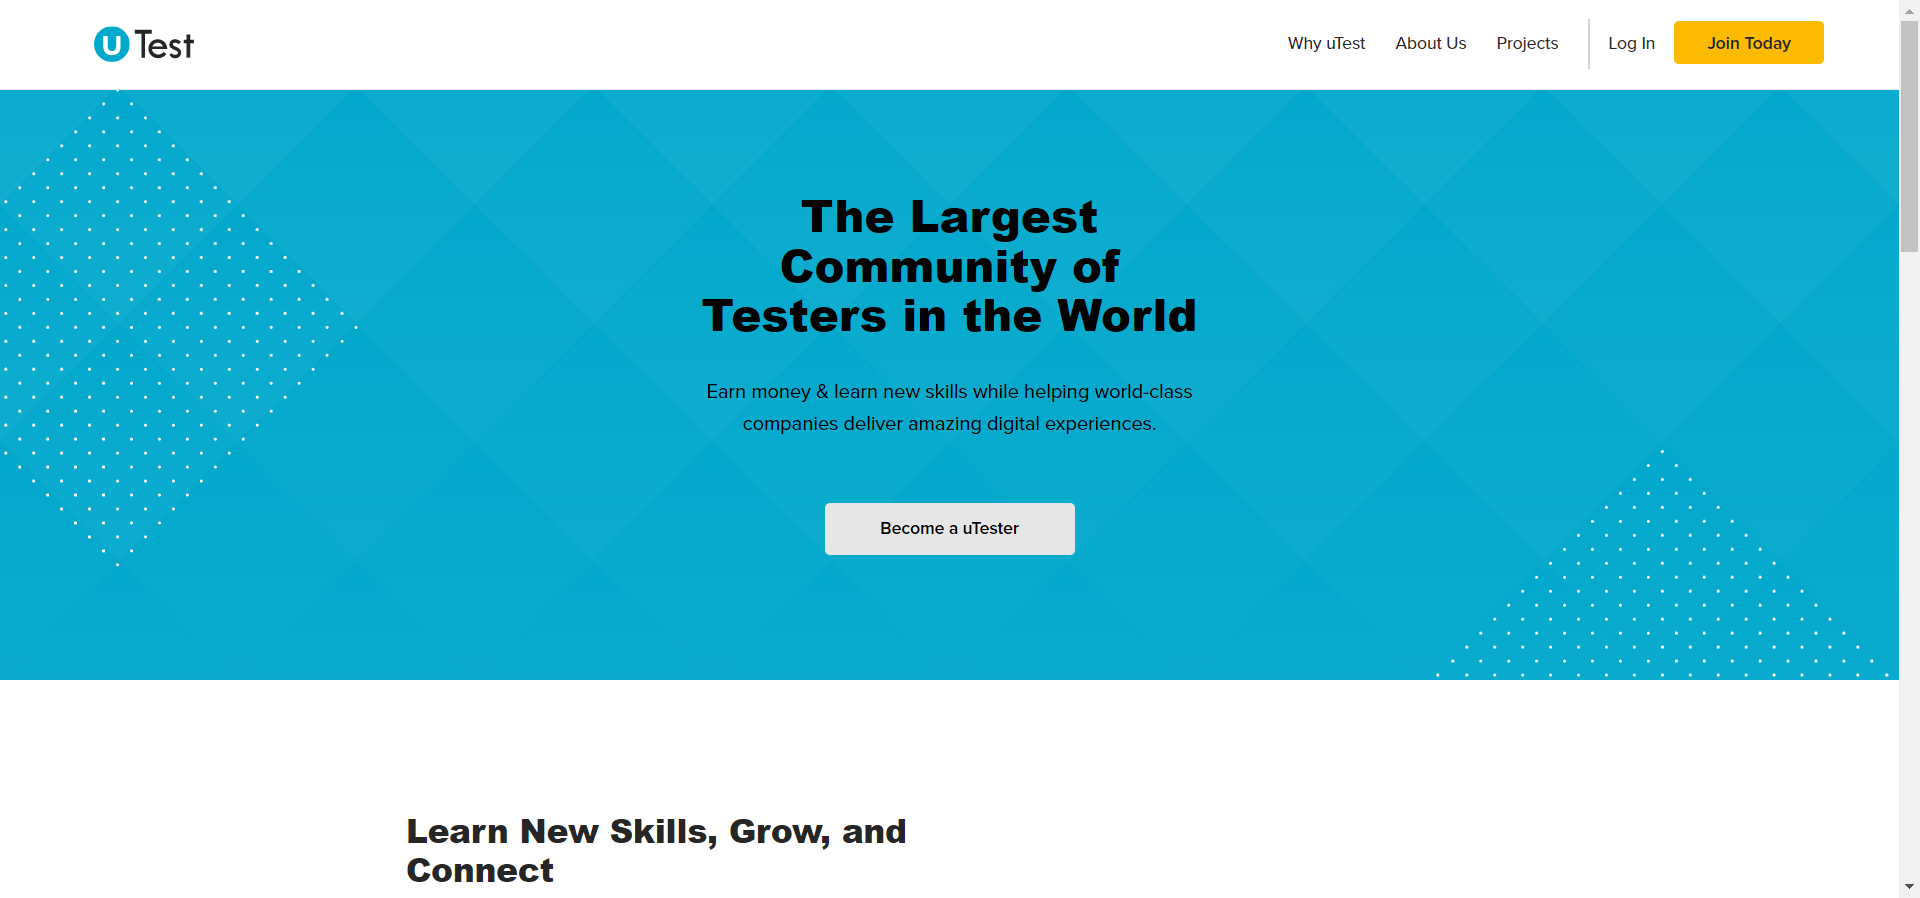 uTest
Why uTest
About Us
Projects
Log In
Join Today
The Largest
Community of
Testers in the World
Earn money & learn new skills while helping world-class
companies deliver amazing digital experiences.
Become a uTester
Learn New Skills, Grow, and
Connect